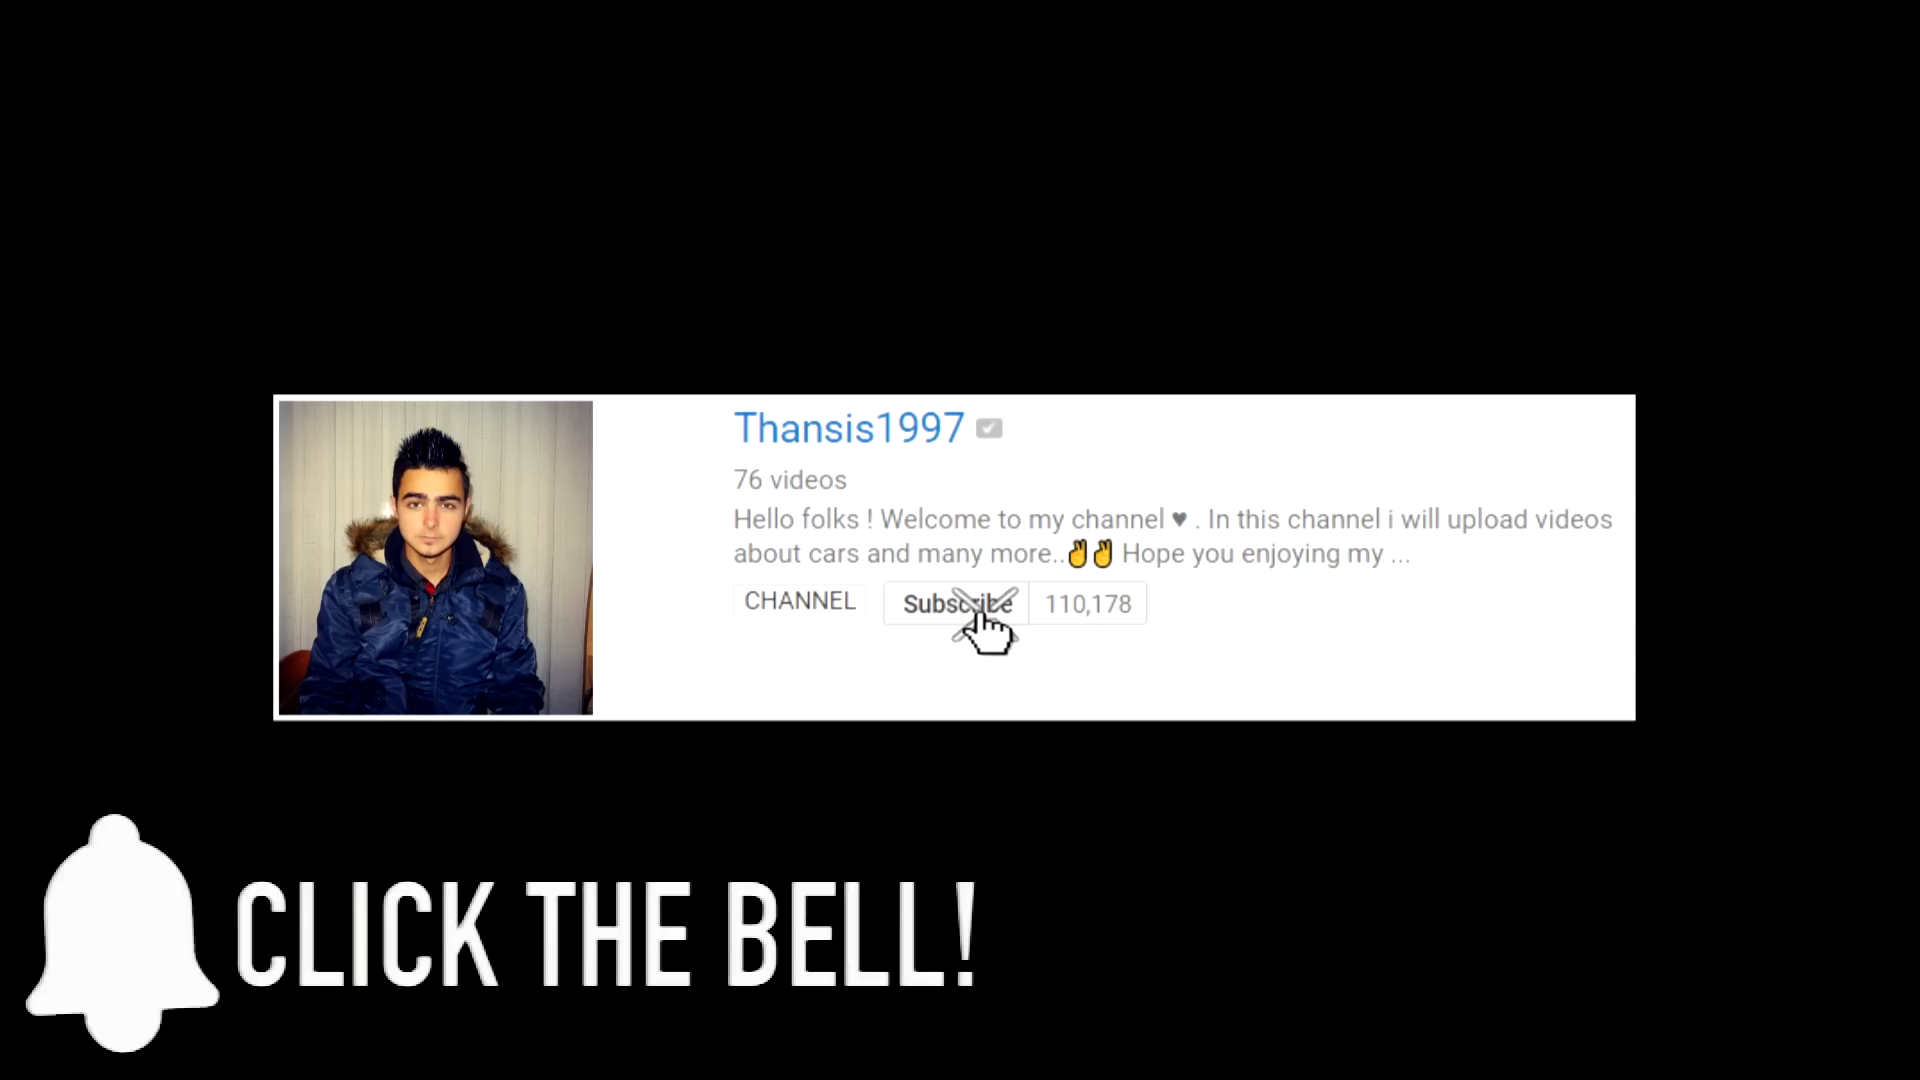 Thansis1997
76 videos
Hello folks ! Welcome to my channel ♥ . In this channel i will upload videos
about cars and many more..✌✌ Hope you enjoying my ...
CHANNEL Subscribe 110,178
CLICK THE BELL!